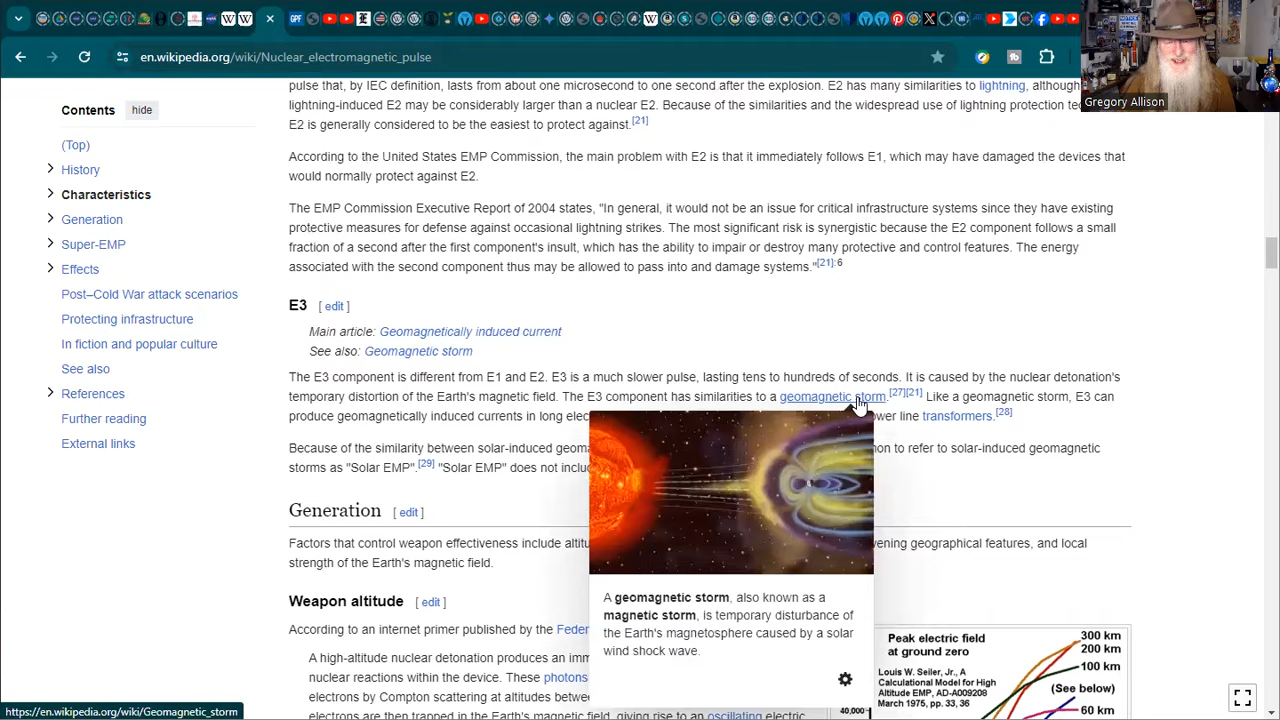 en.wikipedia.org/wiki/Nuclear_electromagnetic_pulse
Gregory Allison
Contents hide
(Top)
History
Characteristics
Generation
Super-EMP
Effects
Post–Cold War attack scenarios
Protecting infrastructure
In fiction and popular culture
See also
References
Further reading
External links
pulse that, by IEC definition, lasts from about one microsecond to one second after the explosion. E2 has many similarities to lightning, although
lightning-induced E2 may be considerably larger than a nuclear E2. Because of the similarities and the widespread use of lightning protection
E2 is generally considered to be the easiest to protect against.[21]
According to the United States EMP Commission, the main problem with E2 is that it immediately follows E1, which may have damaged the devices that
would normally protect against E2.
The EMP Commission Executive Report of 2004 states, "In general, it would not be an issue for critical infrastructure systems since they have existing
protective measures for defense against occasional lightning strikes. The most significant risk is synergistic because the E2 component follows a small
fraction of a second after the first component's insult, which has the ability to impair or destroy many protective and control features. The energy
associated with the second component thus may be allowed to pass into and damage systems."[21]:6
E3 [ edit ]
Main article: Geomagnetically induced current
See also: Geomagnetic storm
The E3 component is different from E1 and E2. E3 is a much slower pulse, lasting tens to hundreds of seconds. It is caused by the nuclear detonation's
temporary distortion of the Earth's magnetic field. The E3 component has similarities to a geomagnetic storm.[27][21] Like a geomagnetic storm, E3 can
produce geomagnetically induced currents in long line transformers.[28]
Because of the similarity between solar-induced to refer to solar-induced geomagnetic
storms as "Solar EMP".[29] "Solar EMP" does not
Generation [ edit ]
Factors that control weapon effectiveness include geographical features, and local
strength of the Earth's magnetic field.
Weapon altitude [ edit ]
According to an internet primer published by the
A high-altitude nuclear detonation produces an
nuclear reactions within the device. These photons
electrons by Compton scattering at altitudes
electrons are then trapped in the Earth's magnetic field, giving rise to an oscillating electric
A geomagnetic storm, also known as a
magnetic storm, is temporary disturbance of
the Earth's magnetosphere caused by a solar
wind shock wave.
Peak electric field
at ground zero
Louis W. Seiler, Jr., A
Calculational Model for High
Altitude EMP, AD-A009208
March 1975, pp. 33, 36
40,000
300 km
200 km
100 km
(See below)
60 km
https://en.wikipedia.org/wiki/Geomagnetic_storm